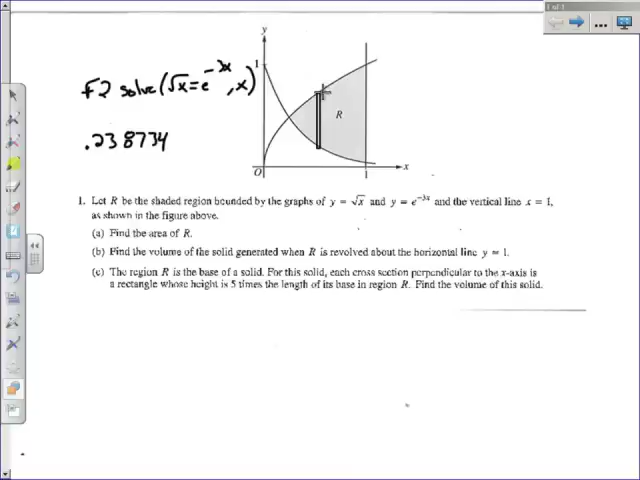 1 of 1
y
F2 solve(√x=e^-3x, x)
1
R
.238734
O
1
x
1. Let R be the shaded region bounded by the graphs of y = √x and y = e^-3x and the vertical line x = 1,
as shown in the figure above.
(a) Find the area of R.
(b) Find the volume of the solid generated when R is revolved about the horizontal line y = 1.
(c) The region R is the base of a solid. For this solid, each cross section perpendicular to the x-axis is
a rectangle whose height is 5 times the length of its base in region R. Find the volume of this solid.